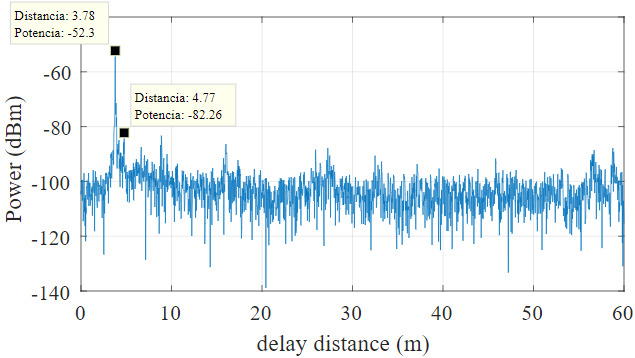 Distancia: 3.78
Potencia: -52.3
Distancia: 4.77
Potencia: -82.26
-60
-80
-100
-120
-140
Power (dBm)
0 10 20 30 40 50 60
delay distance (m)